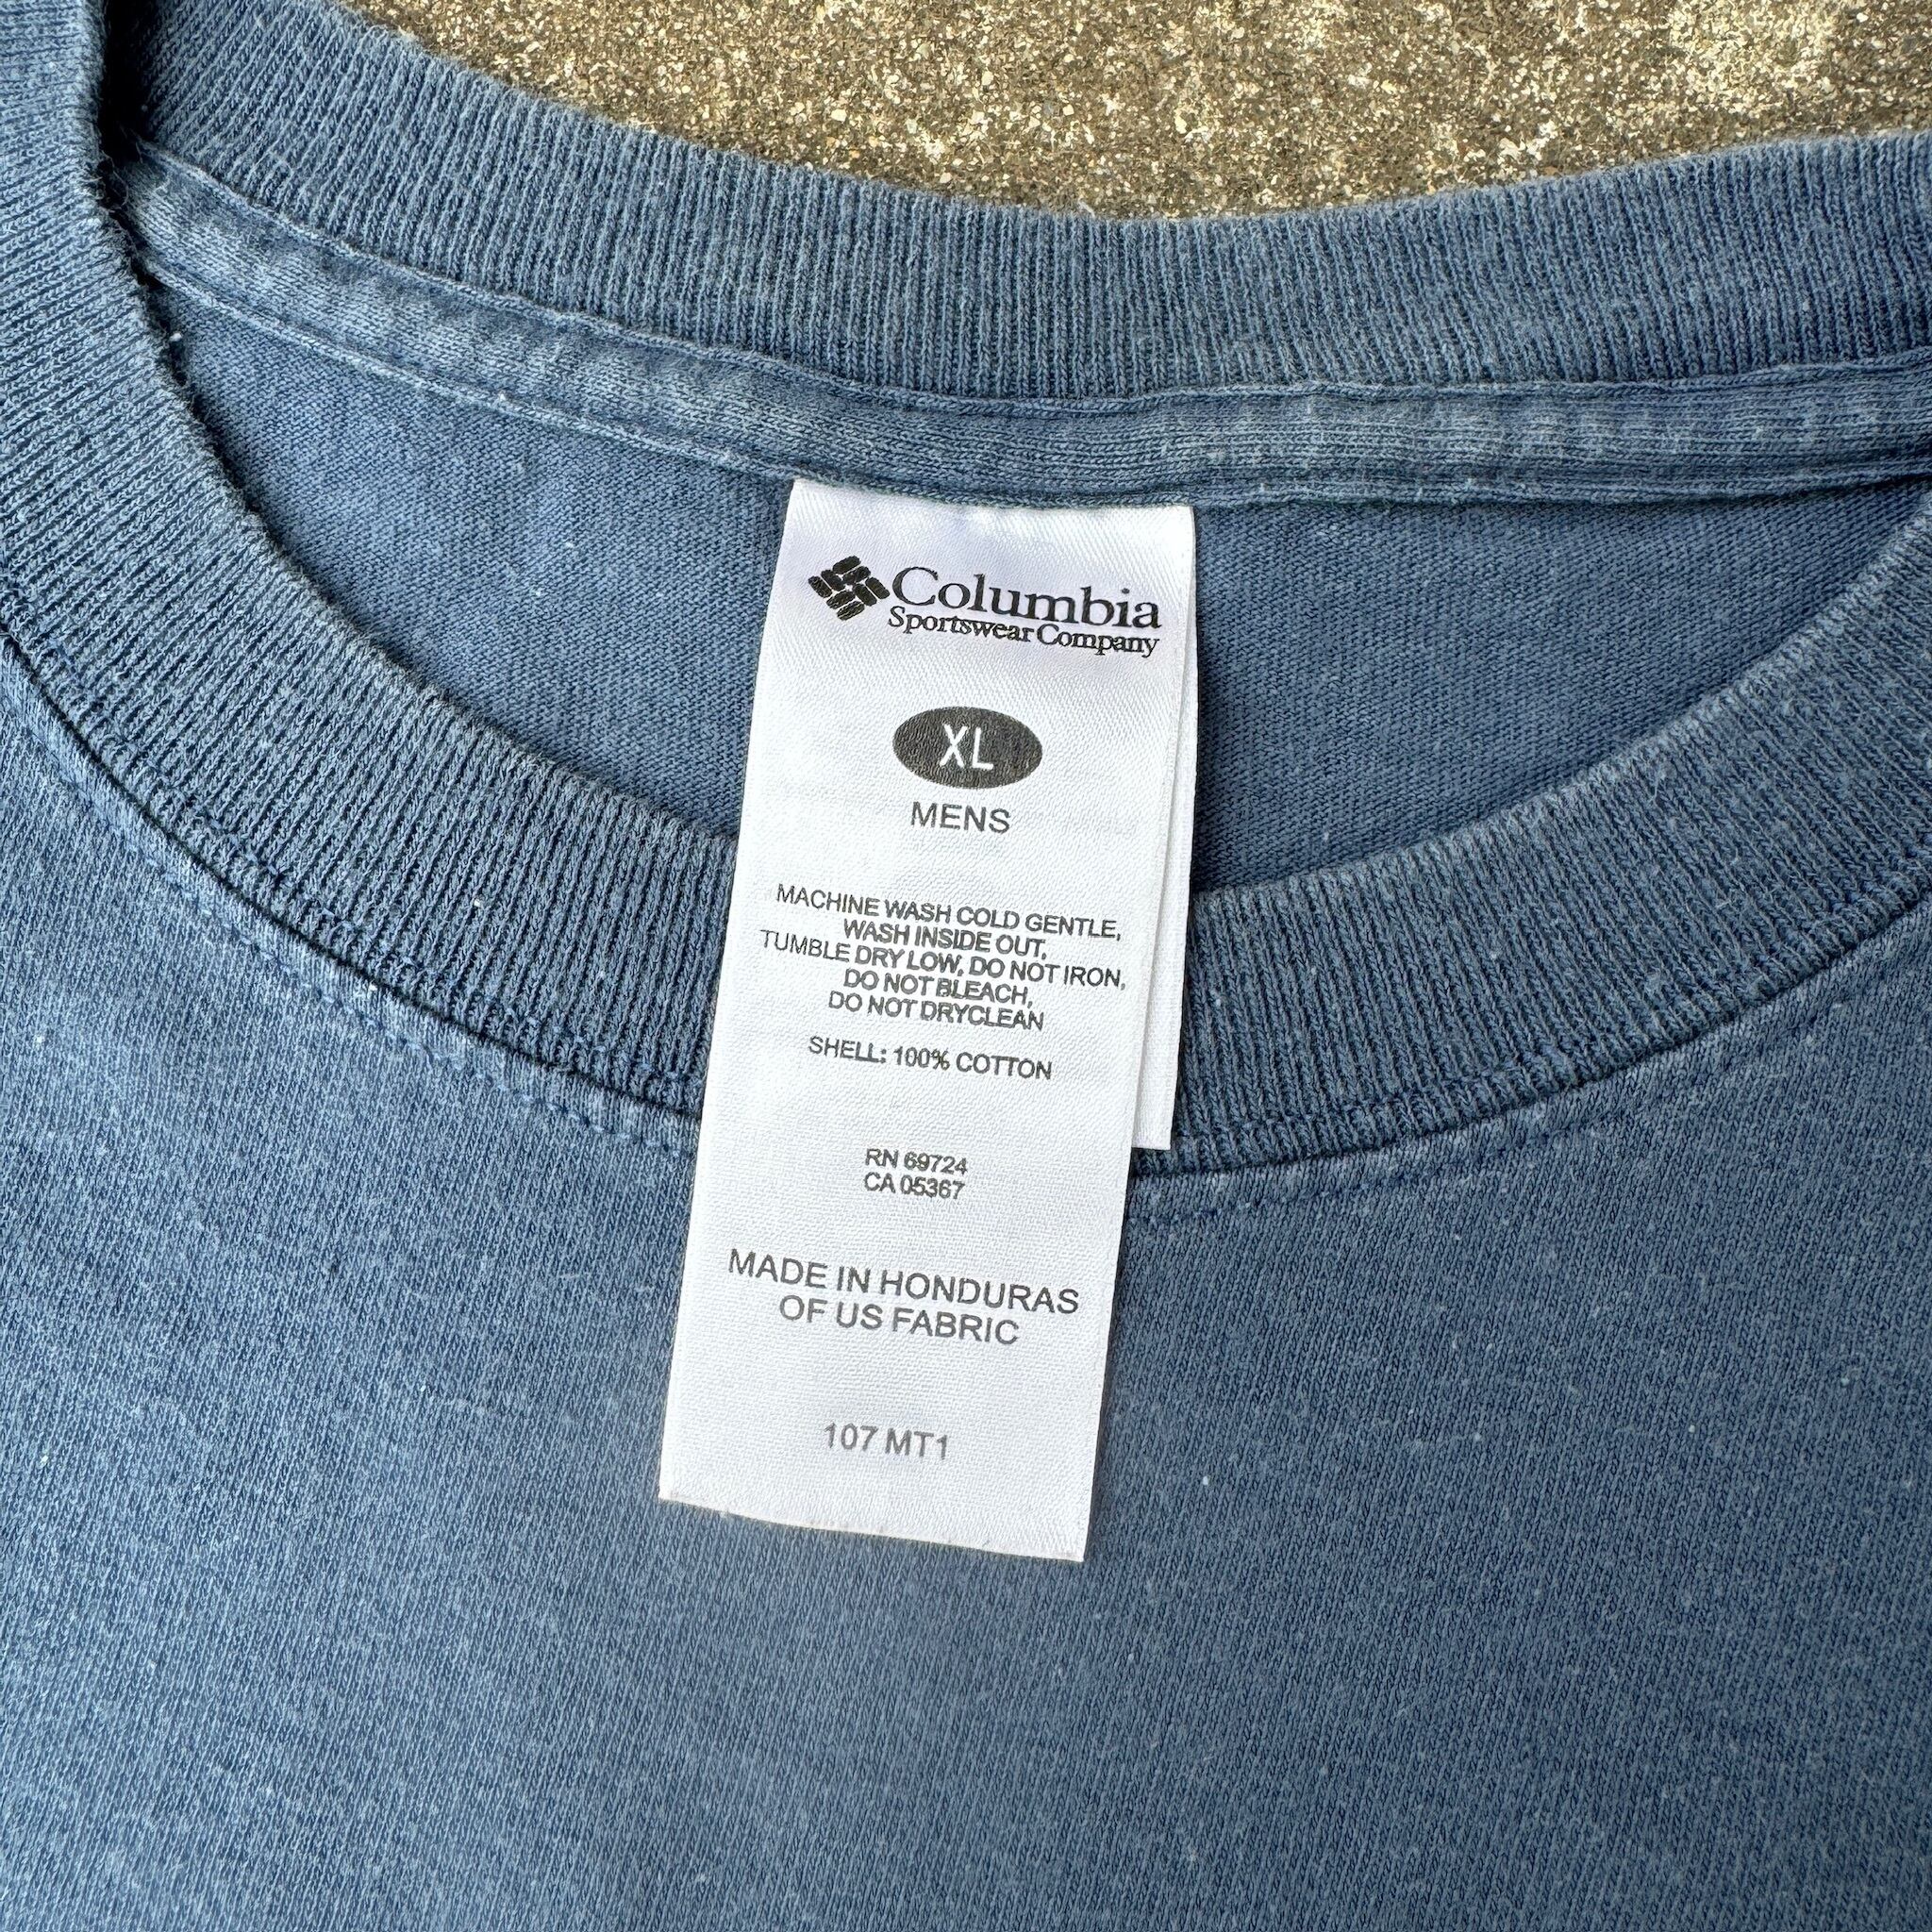 Columbia
Sportswear Company
XL
MENS
MACHINE WASH COLD GENTLE,
WASH INSIDE OUT,
TUMBLE DRY LOW, DO NOT IRON,
DO NOT BLEACH,
DO NOT DRYCLEAN
SHELL: 100% COTTON
RN 69724
CA 05367
MADE IN HONDURAS
OF US FABRIC
107 MT1